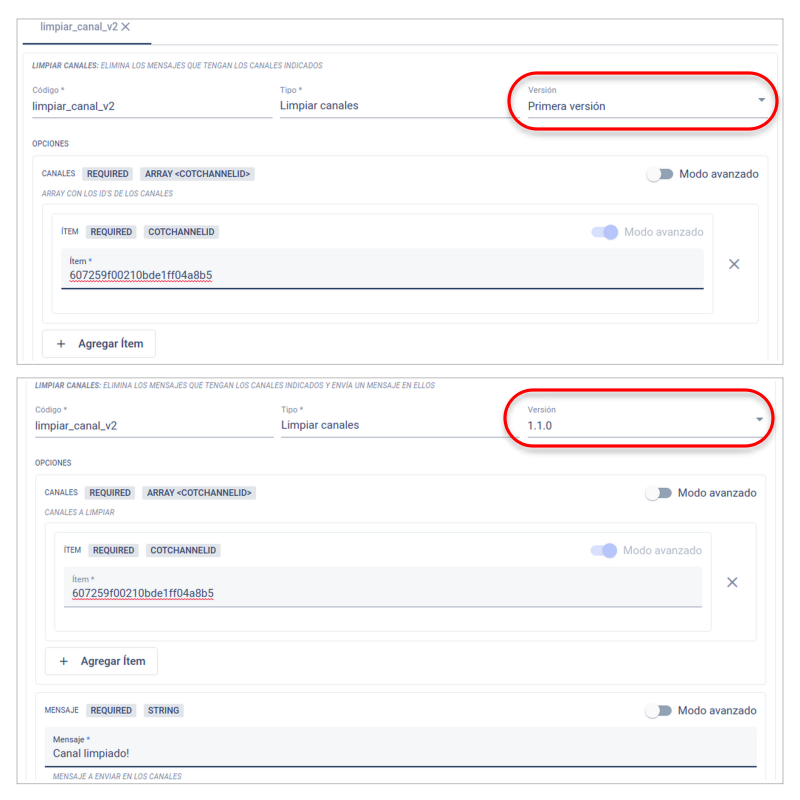 limpiar_canal_v2
LIMPIAR CANALES: ELIMINA LOS MENSAJES QUE TENGAN LOS CANALES INDICADOS
Código * Tipo * Versión
limpiar_canal_v2 Limpiar canales Primera versión
OPCIONES
CANALES REQUIRED ARRAY <COTCHANNELID> Modo avanzado
ARRAY CON LOS ID'S DE LOS CANALES
ÍTEM REQUIRED COTCHANNELID Modo avanzado
Ítem *
607259f00210bde1ff04a8b5
+ Agregar Ítem
LIMPIAR CANALES: ELIMINA LOS MENSAJES QUE TENGAN LOS CANALES INDICADOS Y ENVÍA UN MENSAJE EN ELLOS
Código * Tipo * Versión
limpiar_canal_v2 Limpiar canales 1.1.0
OPCIONES
CANALES REQUIRED ARRAY <COTCHANNELID> Modo avanzado
CANALES A LIMPIAR
ÍTEM REQUIRED COTCHANNELID Modo avanzado
Ítem *
607259f00210bde1ff04a8b5
+ Agregar Ítem
MENSAJE REQUIRED STRING Modo avanzado
Mensaje *
Canal limpiado!
MENSAJE A ENVIAR EN LOS CANALES